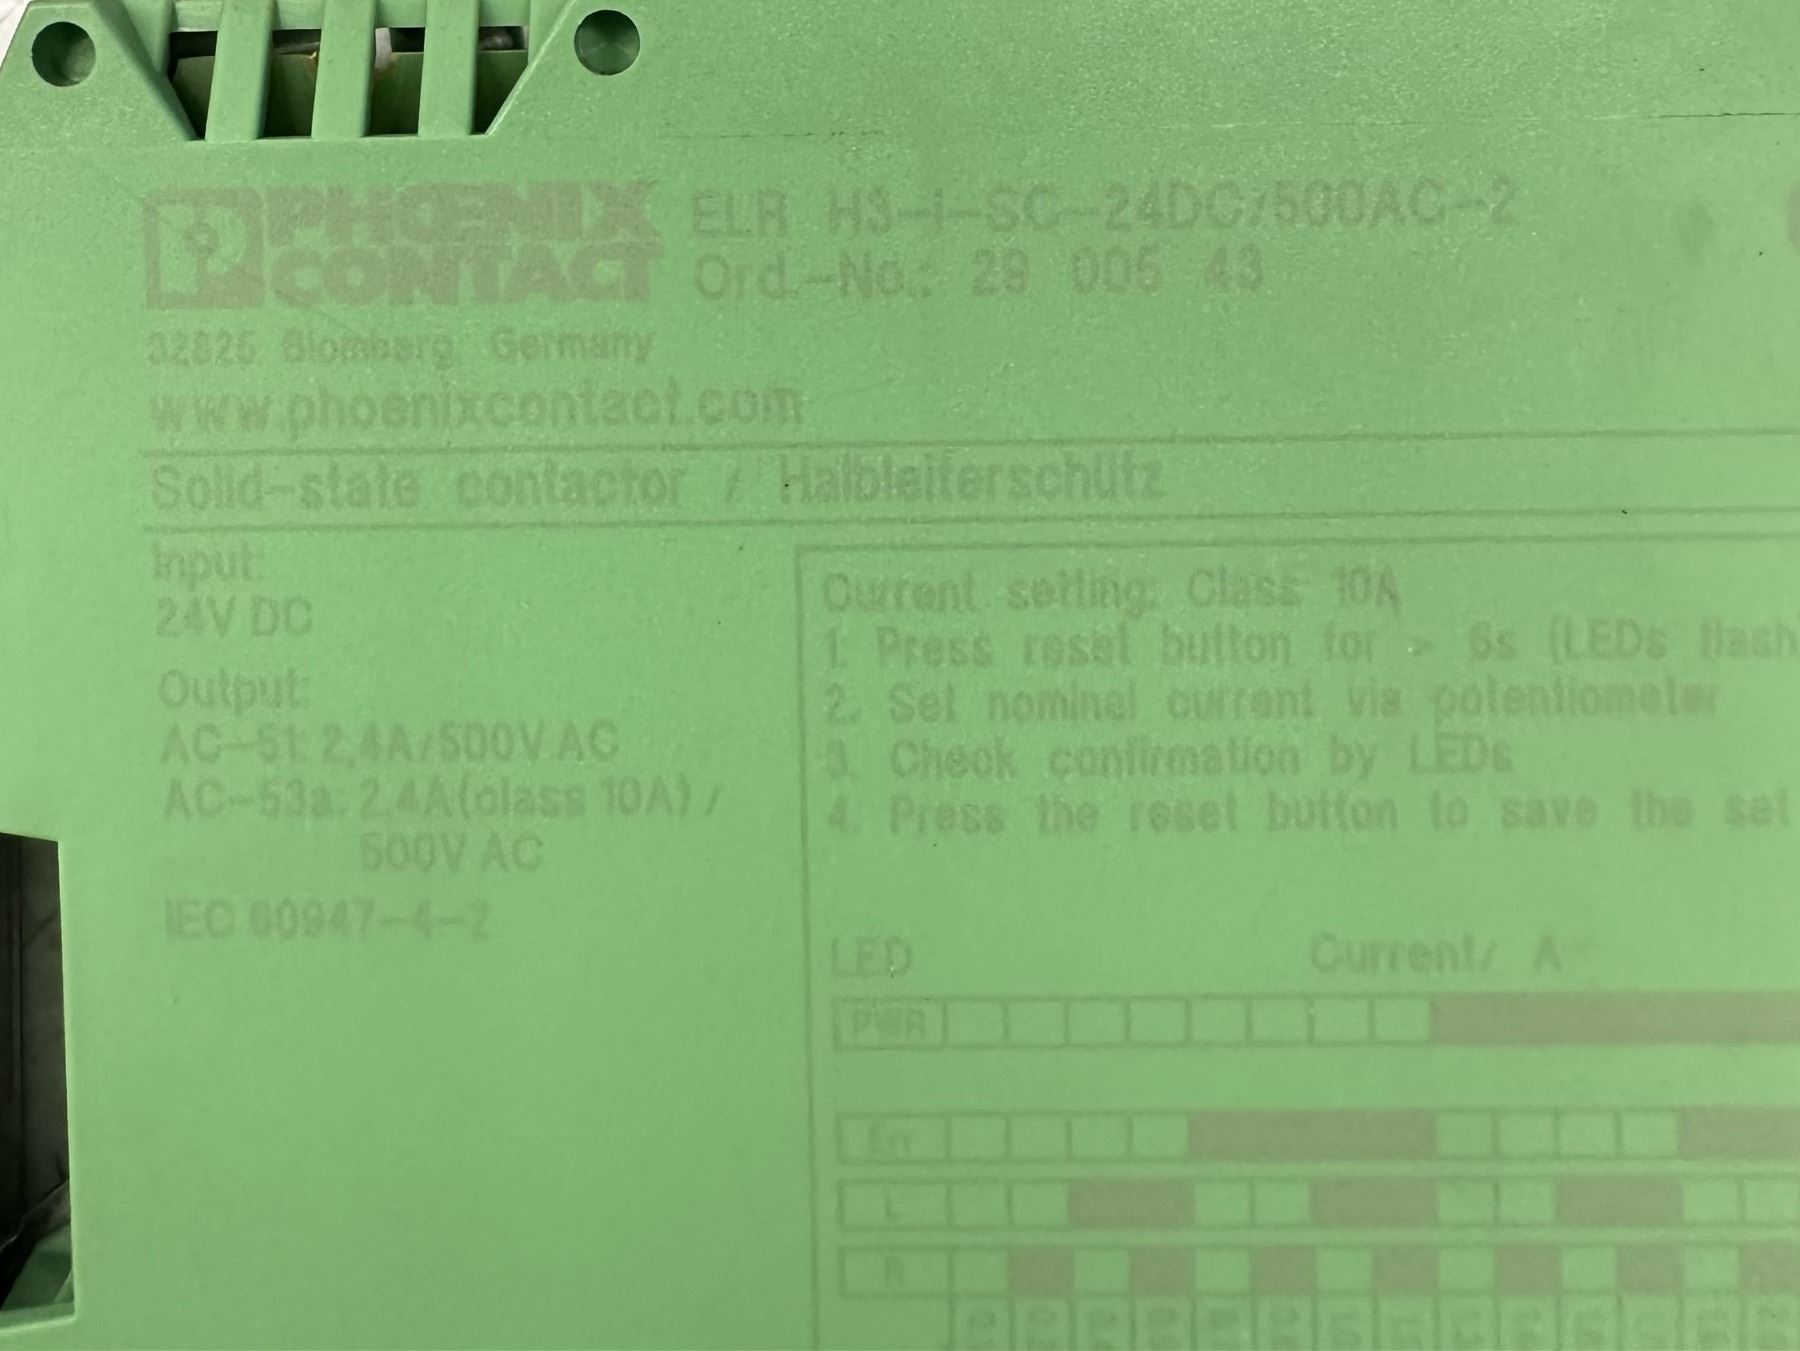 PHOENIX
CONTACT
ELR H3-I-SC-24DC/500AC-2
Ord.-No.: 29 005 43
32825 Blomberg, Germany
www.phoenixcontact.com
Solid-state contactor / Halbleiterschütz
Input:
24V DC
Output:
AC-51: 2,4A/500V AC
AC-53a: 2,4A (class 10A) /
500V AC
IEC 60947-4-2
Current setting: Class 10A
1. Press reset button for > 6s (LEDs flash
2. Set nominal current via potentiometer
3. Check confirmation by LEDs
4. Press the reset button to save the set
LED
Current/ A
PWR
Err
L
R